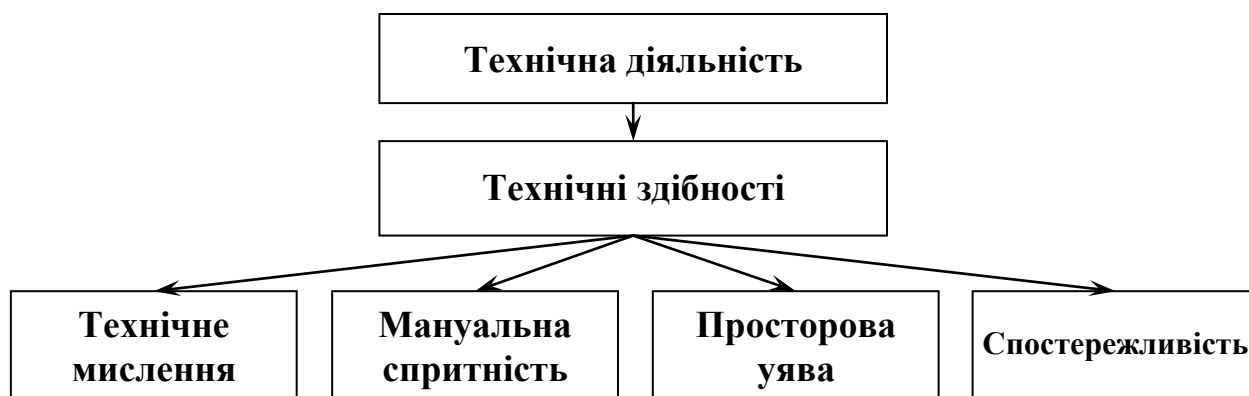 Технічна діяльність
Технічні здібності
Технічне
мислення
Мануальна
спритність
Просторова
уява
Спостережливість